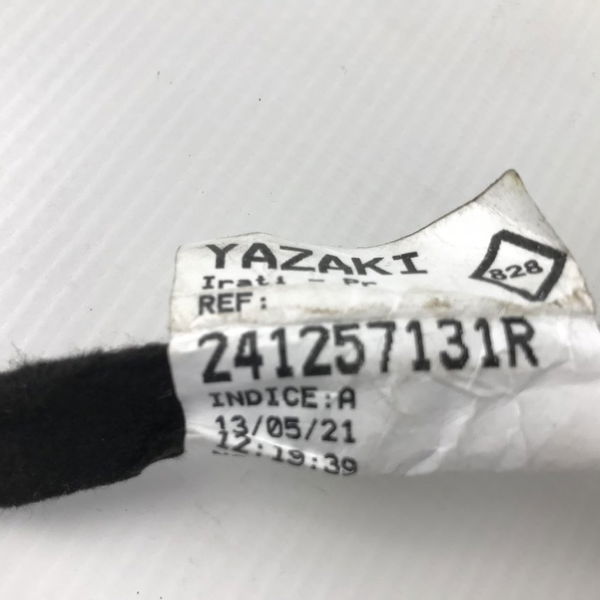 YAZAKI
828
REF:
241257131R
INDICE:A
13/05/21
12:19:39